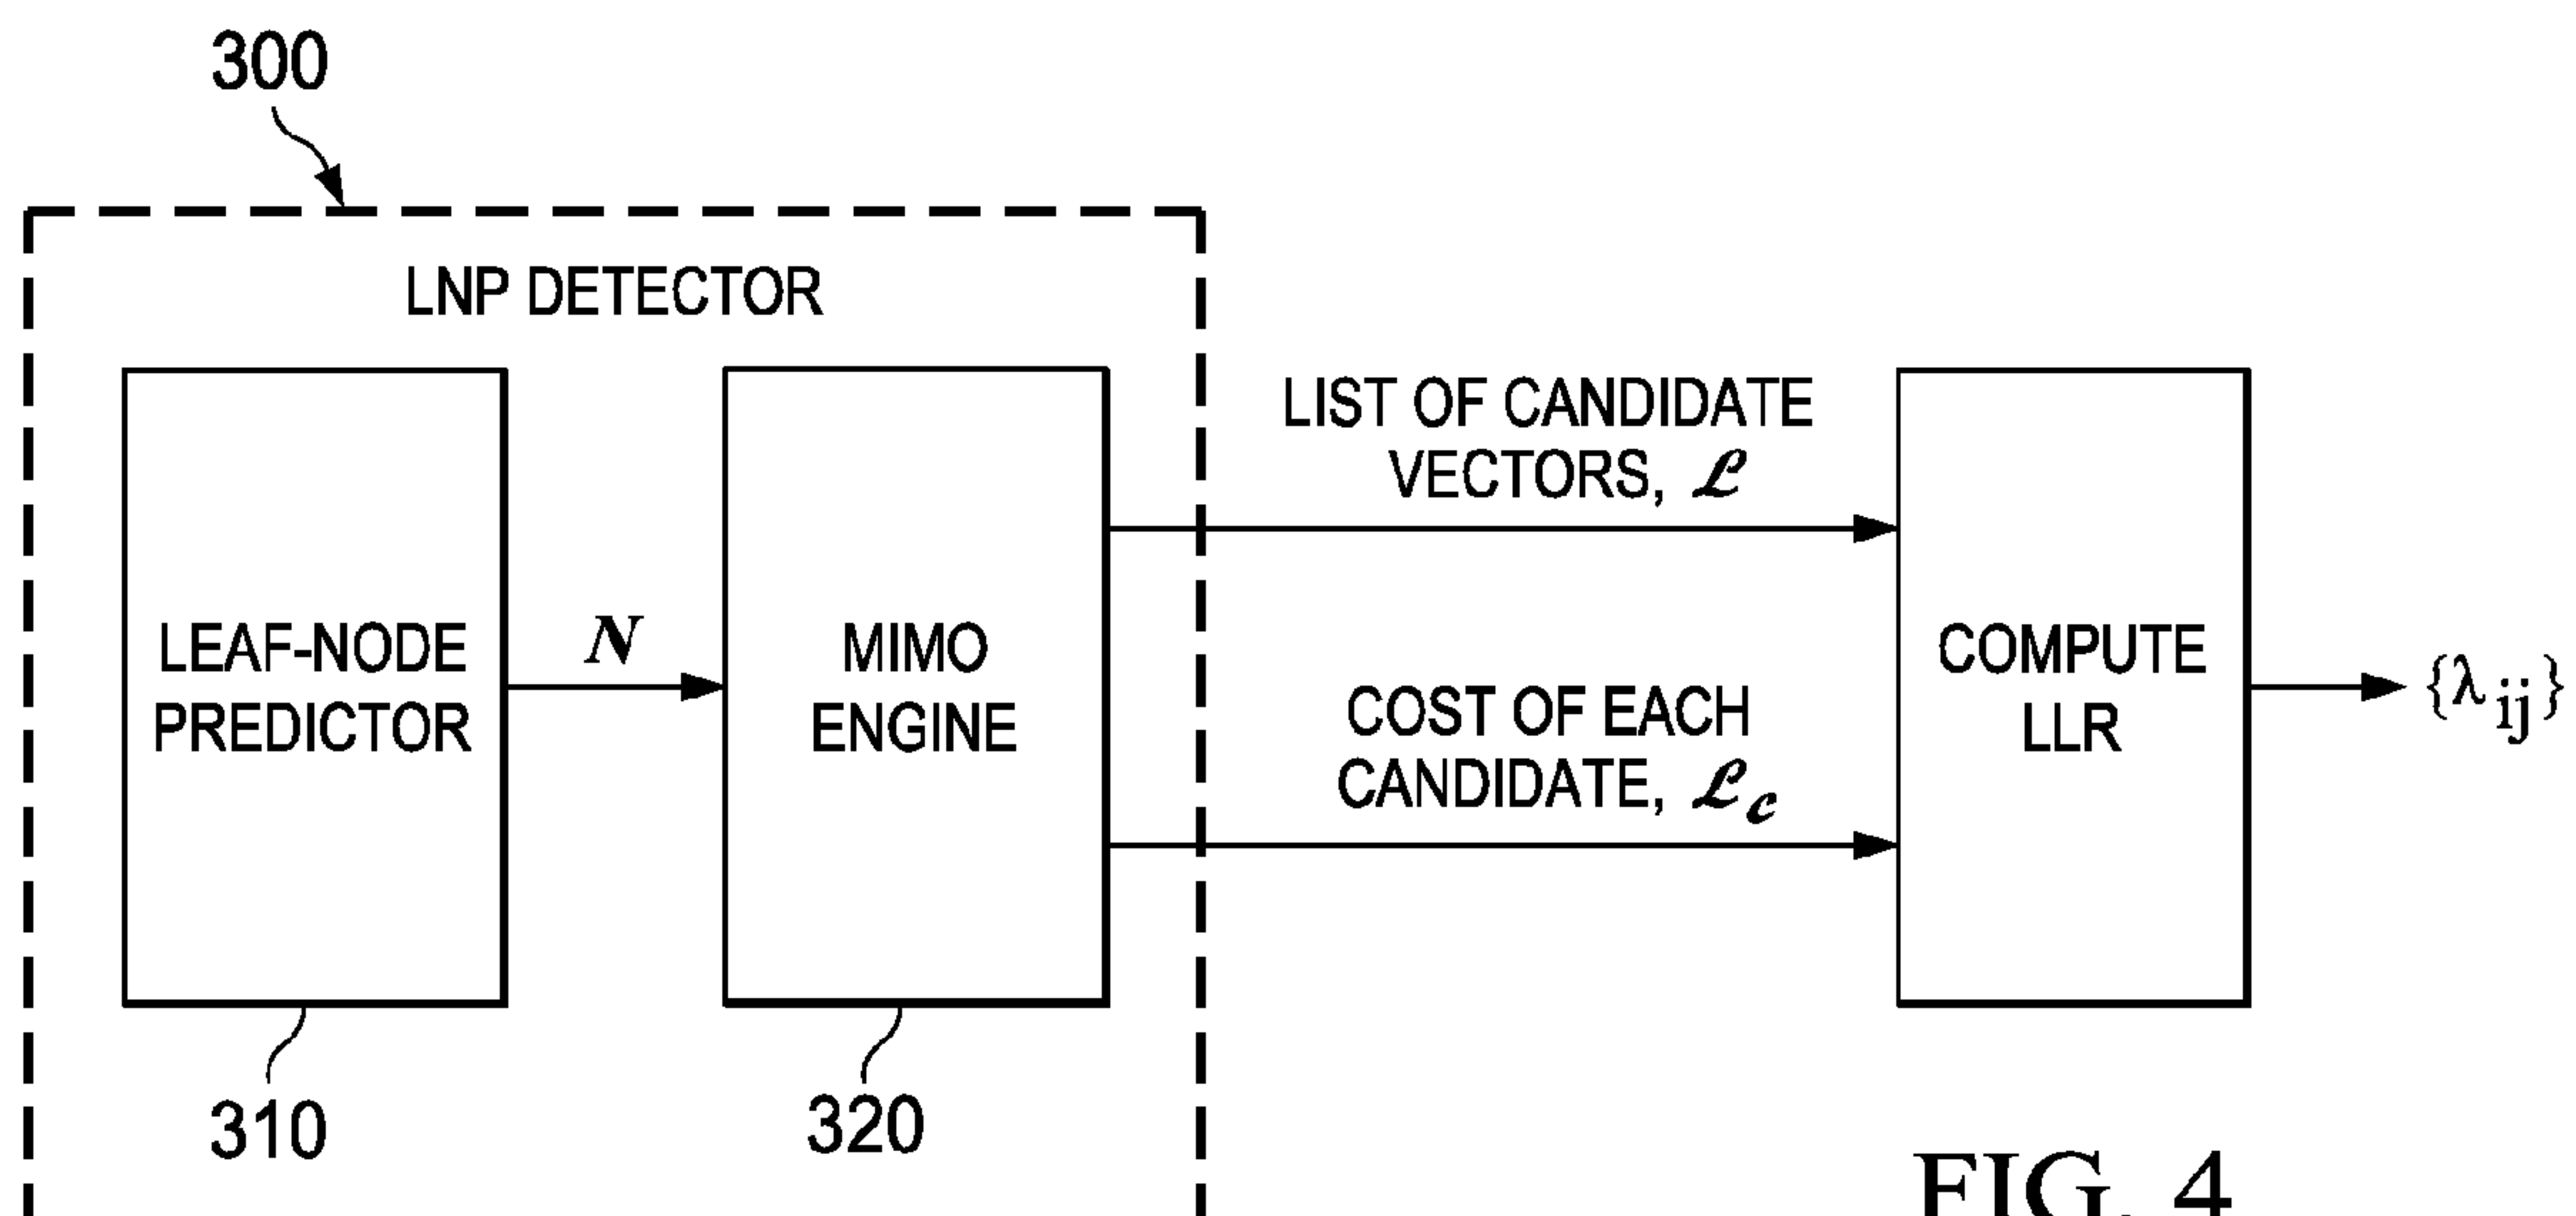 300
LNP DETECTOR
LEAF-NODE
PREDICTOR
N
MIMO
ENGINE
LIST OF CANDIDATE
VECTORS, ℒ
COST OF EACH
CANDIDATE, ℒc
COMPUTE
LLR
{λij}
310
320
FIG. 4